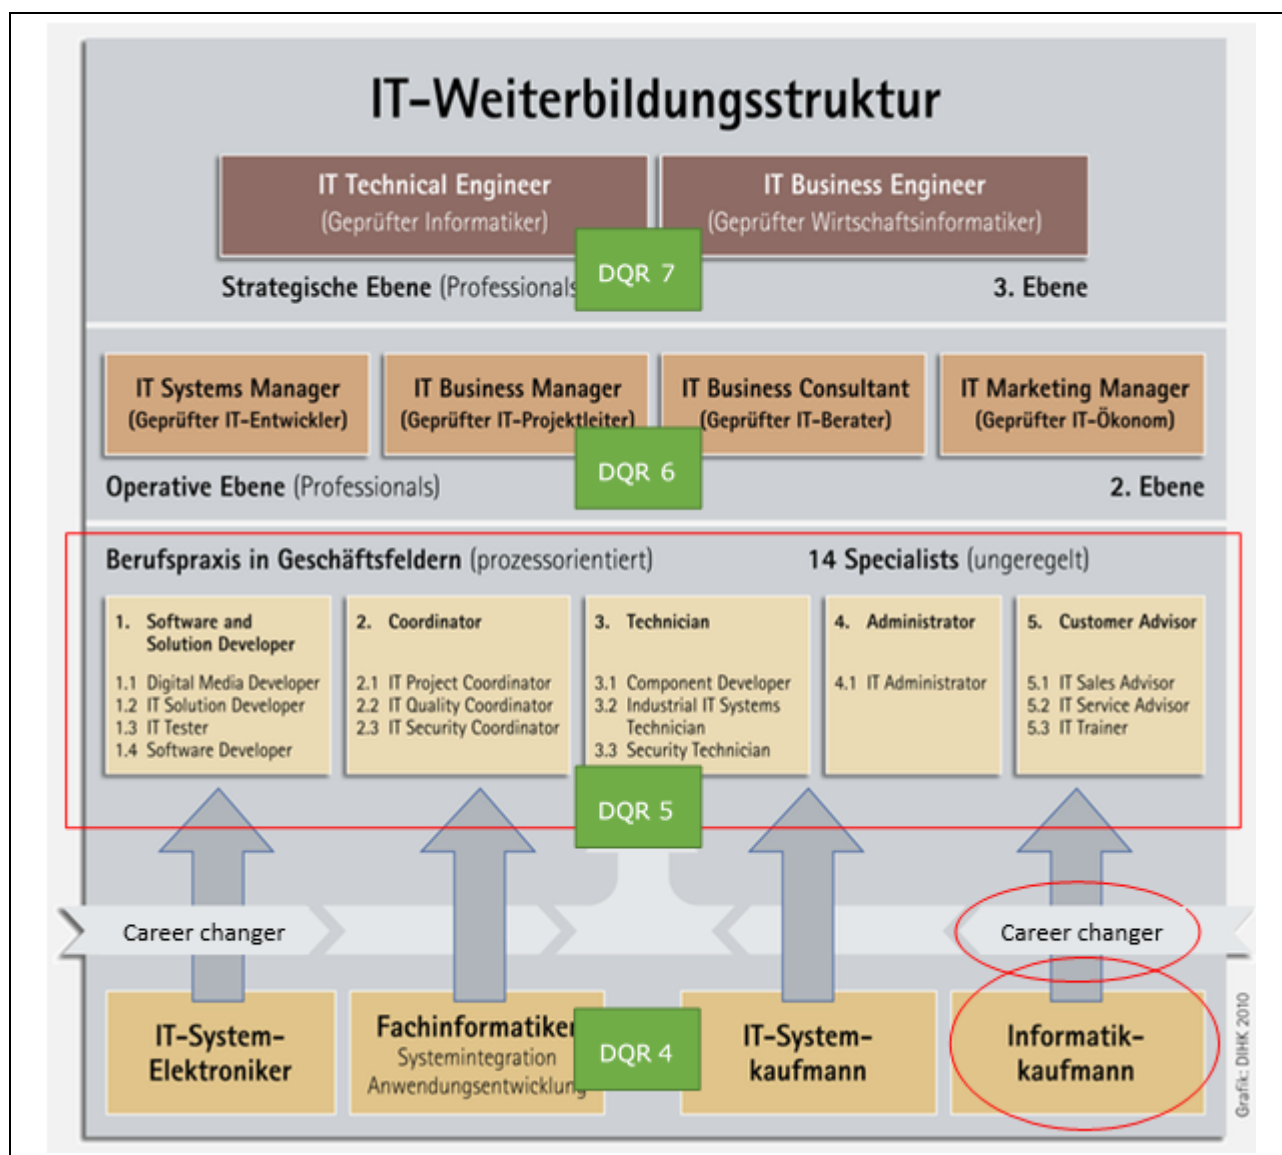 IT-Weiterbildungsstruktur
IT Technical Engineer
(Geprüfter Informatiker)
IT Business Engineer
(Geprüfter Wirtschaftsinformatiker)
DQR 7
Strategische Ebene (Professionals
3. Ebene
IT Systems Manager
(Geprüfter IT-Entwickler)
IT Business Manager
(Geprüfter IT-Projektleiter)
IT Business Consultant
(Geprüfter IT-Berater)
IT Marketing Manager
(Geprüfter IT-Ökonom)
DQR 6
Operative Ebene (Professionals)
2. Ebene
Berufspraxis in Geschäftsfeldern (prozessorientiert)
14 Specialists (ungeregelt)
1. Software and
Solution Developer
1.1 Digital Media Developer
1.2 IT Solution Developer
1.3 IT Tester
1.4 Software Developer
2. Coordinator
2.1 IT Project Coordinator
2.2 IT Quality Coordinator
2.3 IT Security Coordinator
3. Technician
3.1 Component Developer
3.2 Industrial IT Systems
Technician
3.3 Security Technician
4. Administrator
4.1 IT Administrator
5. Customer Advisor
5.1 IT Sales Advisor
5.2 IT Service Advisor
5.3 IT Trainer
DQR 5
Career changer
Career changer
IT-System-
Elektroniker
Fachinformatiker
Systemintegration
Anwendungsentwicklung
DQR 4
IT-System-
kaufmann
Informatik-
kaufmann
Grafik: DIHK 2010